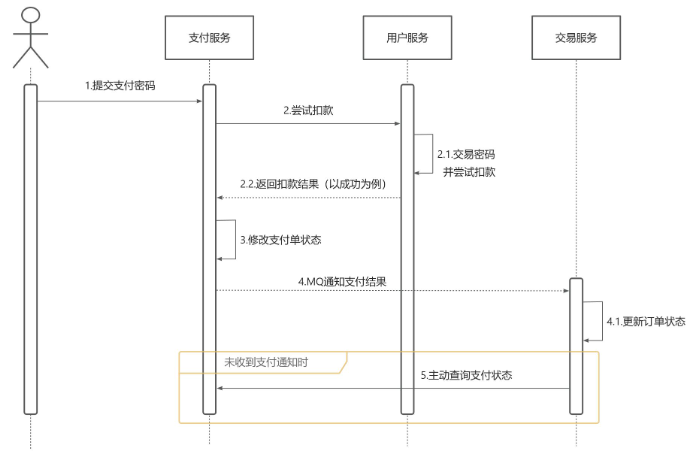 支付服务
用户服务
交易服务
1.提交支付密码
2.尝试扣款
2.1.交易密码
并尝试扣款
2.2.返回扣款结果（以成功为例）
3.修改支付单状态
4.MQ通知支付结果
4.1.更新订单状态
未收到支付通知时
5.主动查询支付状态